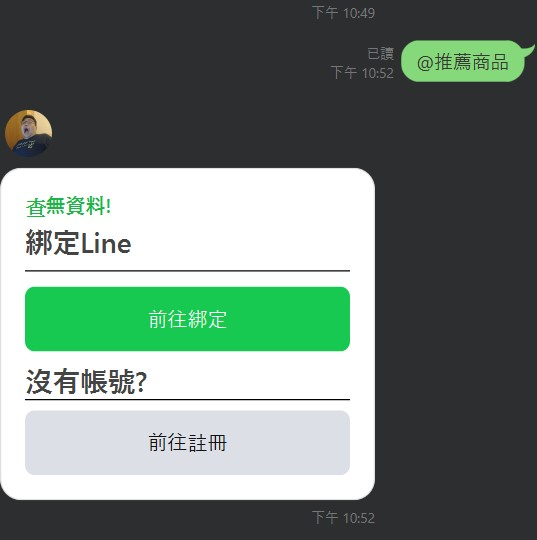 下午 10:49
已讀
下午 10:52
@推薦商品
查無資料!
綁定Line
前往綁定
沒有帳號?
前往註冊
下午 10:52